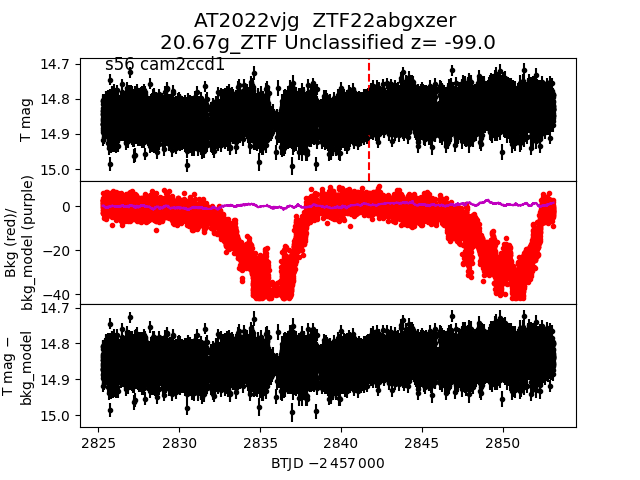 AT2022vjg  ZTF22abgxzer
20.67g_ZTF Unclassified z= -99.0
s56 cam2ccd1
14.7
14.8
14.9
15.0
T mag
0
−20
−40
Bkg (red)/
bkg_model (purple)
14.7
14.8
14.9
15.0
T mag −
bkg_model
2825
2830
2835
2840
2845
2850
BTJD −2 457 000